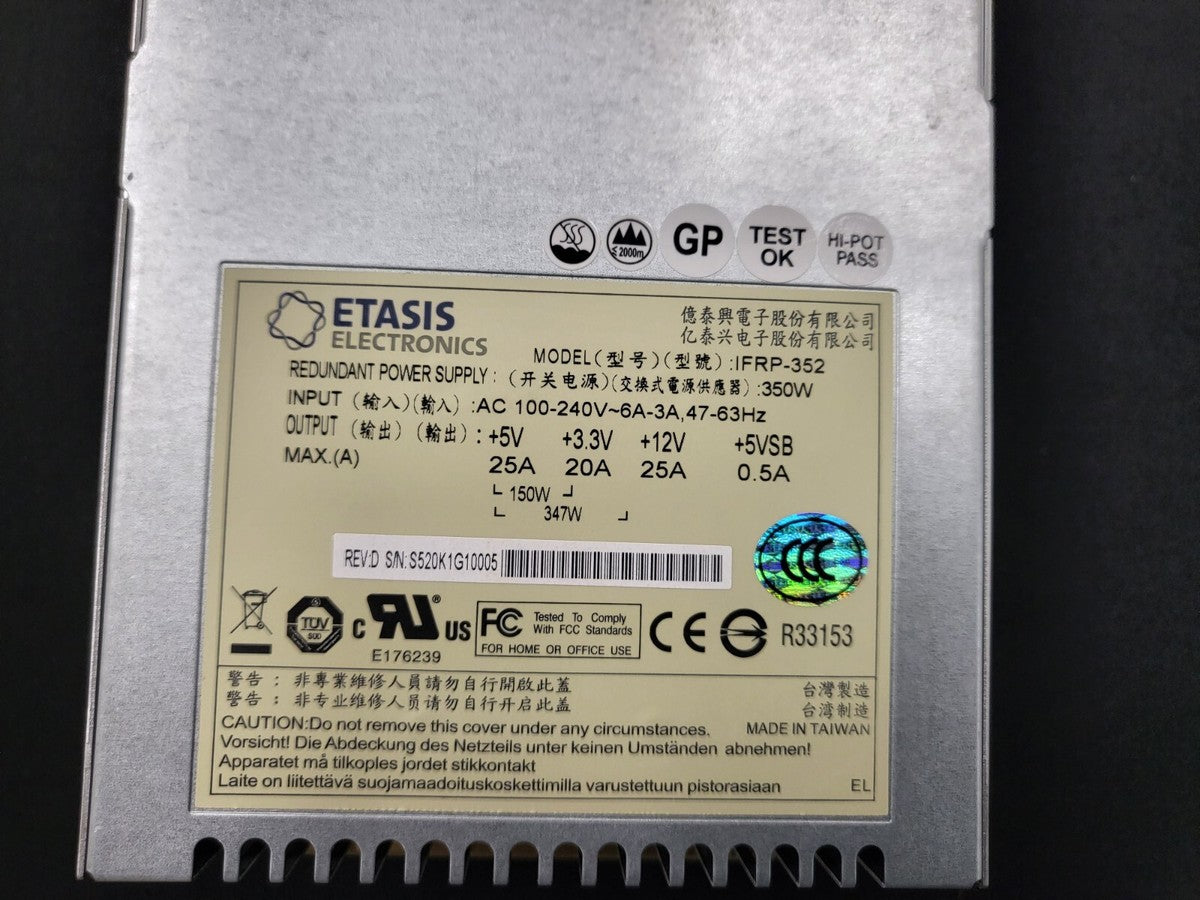 ≤ 2000m
GP
TEST
OK
HI-POT
PASS
ETASIS
ELECTRONICS
億泰興電子股份有限公司
亿泰兴电子股份有限公司
MODEL(型号)(型號):IFRP-352
REDUNDANT POWER SUPPLY: (开关电源)(交換式電源供應器):350W
INPUT (输入)(輸入) :AC 100-240V~6A-3A,47-63Hz
OUTPUT (输出) (輸出) : +5V +3.3V +12V +5VSB
MAX.(A) 25A 20A 25A 0.5A
150W
347W
REV:D S/N: S520K1G10005
CCC
TÜV
c RU ® US
E176239
FC Tested To Comply
With FCC Standards
FOR HOME OR OFFICE USE
CE
R33153
警告 : 非專業維修人員請勿自行開啟此蓋
警告 : 非专业维修人员请勿自行开启此盖
台灣製造
台湾制造
MADE IN TAIWAN
CAUTION:Do not remove this cover under any circumstances.
Vorsicht! Die Abdeckung des Netzteils unter keinen Umständen abnehmen!
Apparatet må tilkoples jordet stikkontakt
Laite on liitettävä suojamaadoituskoskettimilla varustettuun pistorasiaan
EL